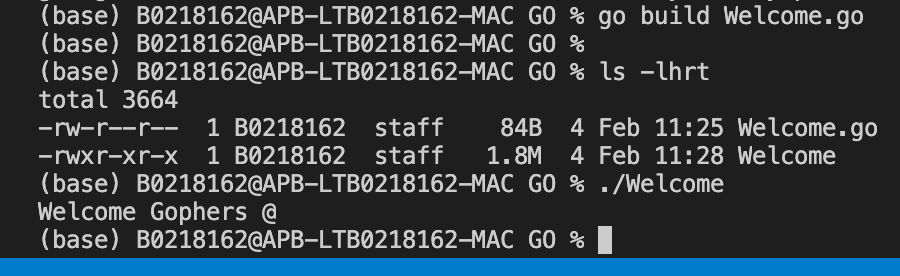 (base) B0218162@APB-LTB0218162-MAC GO % go build Welcome.go
(base) B0218162@APB-LTB0218162-MAC GO %
(base) B0218162@APB-LTB0218162-MAC GO % ls -lhrt
total 3664
-rw-r--r--  1 B0218162  staff    84B  4 Feb 11:25 Welcome.go
-rwxr-xr-x  1 B0218162  staff   1.8M  4 Feb 11:28 Welcome
(base) B0218162@APB-LTB0218162-MAC GO % ./Welcome
Welcome Gophers @
(base) B0218162@APB-LTB0218162-MAC GO %